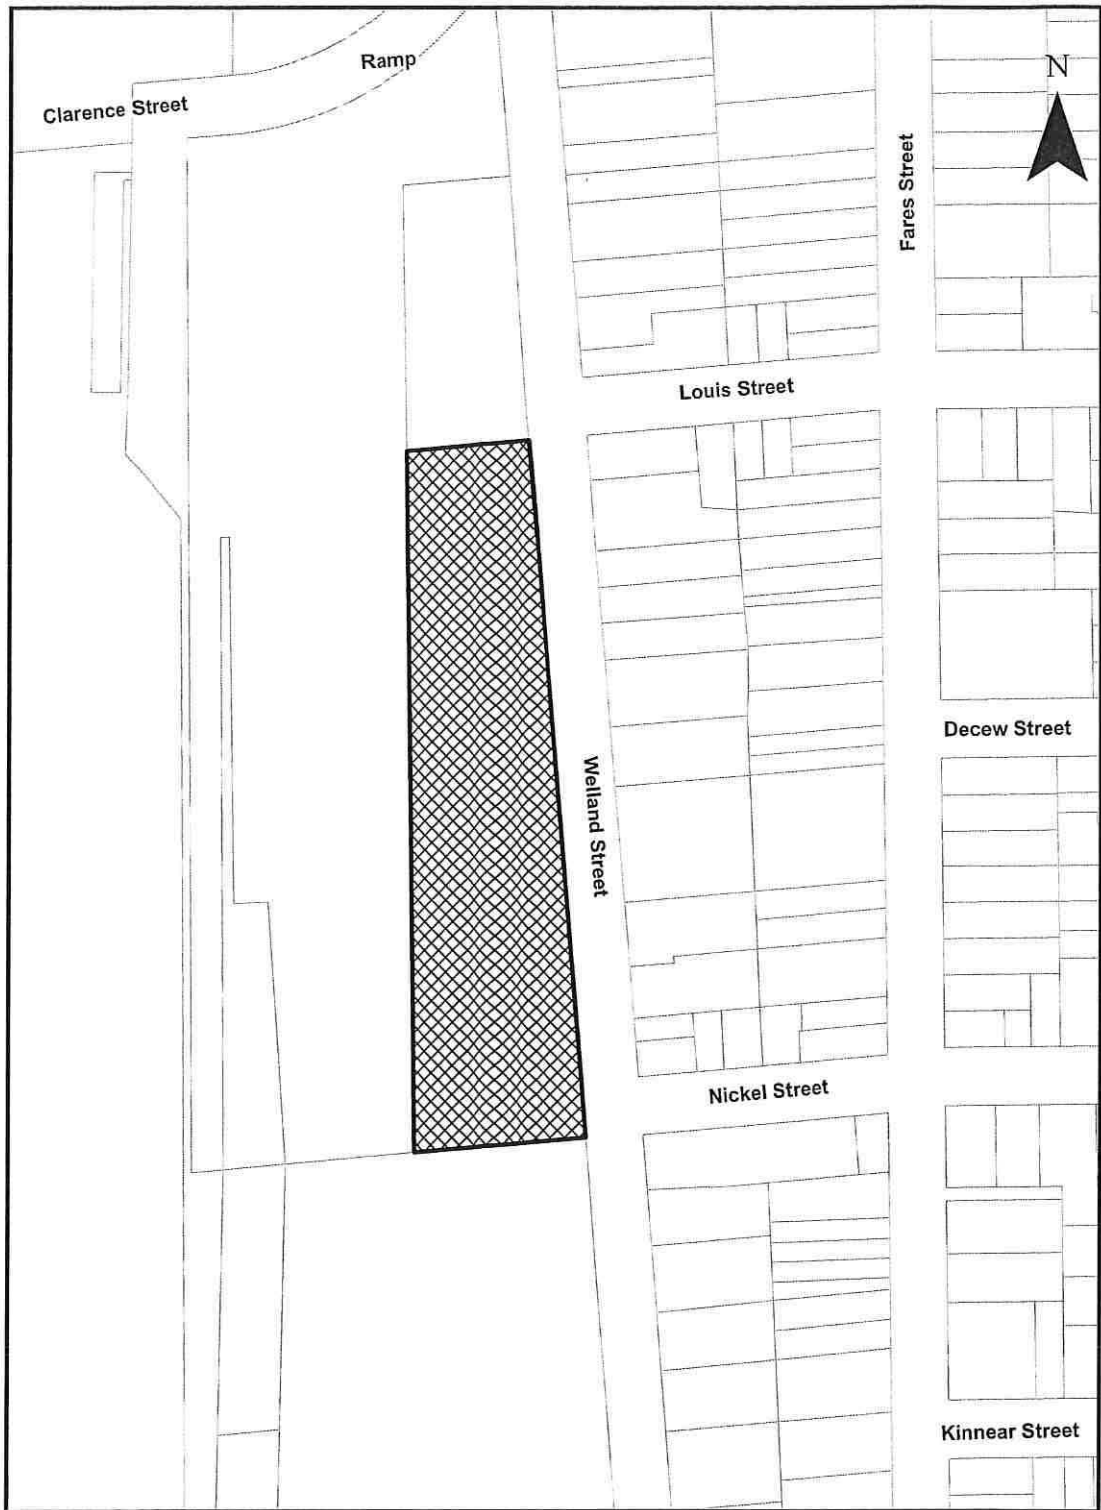 Ramp
N
Clarence Street
Fares Street
Louis Street
Decew Street
Welland Street
Nickel Street
Kinnear Street